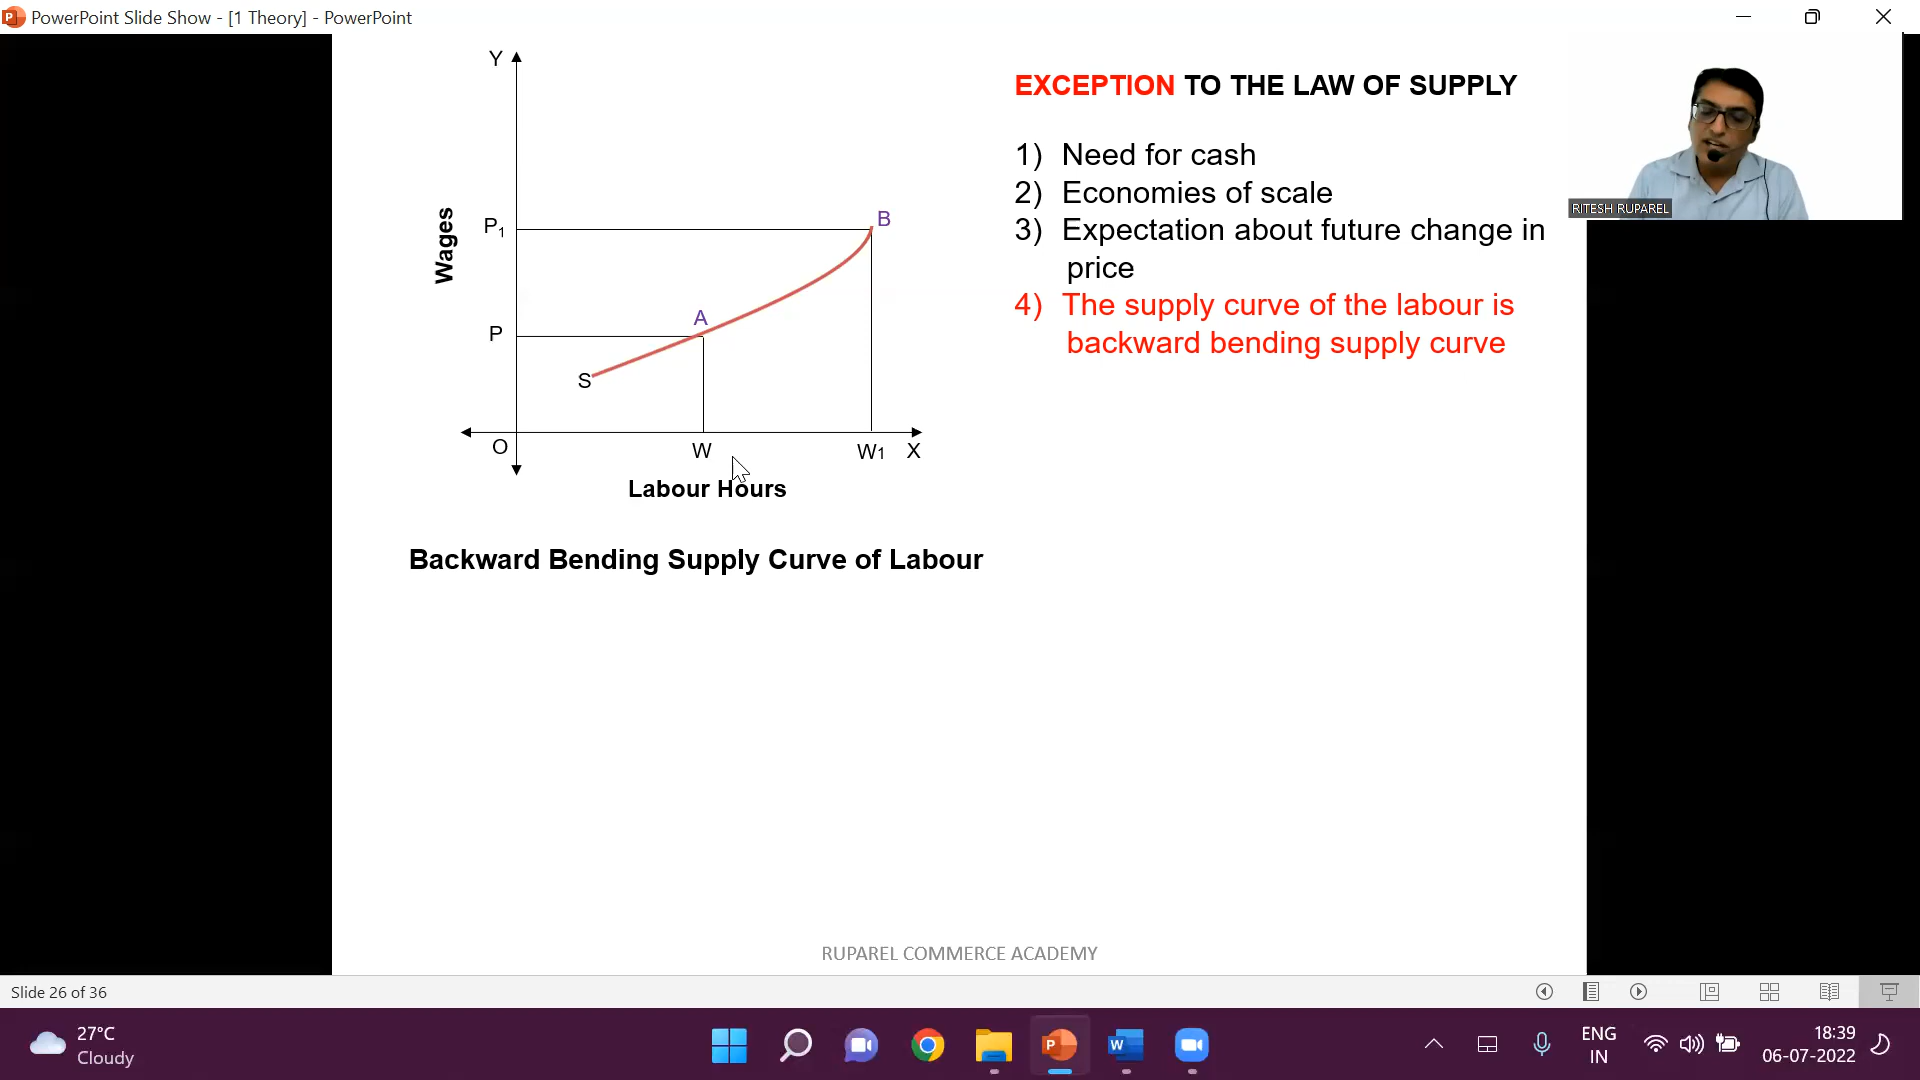 PowerPoint Slide Show - [1 Theory] - PowerPoint
Y
Wages
P1
B
P
A
S
O
W
W1
X
Labour Hours
Backward Bending Supply Curve of Labour
EXCEPTION TO THE LAW OF SUPPLY
1) Need for cash
2) Economies of scale
3) Expectation about future change in
price
4) The supply curve of the labour is
backward bending supply curve
RITESH RUPAREL
RUPAREL COMMERCE ACADEMY
Slide 26 of 36
27°C
Cloudy
ENG
IN
18:39
06-07-2022